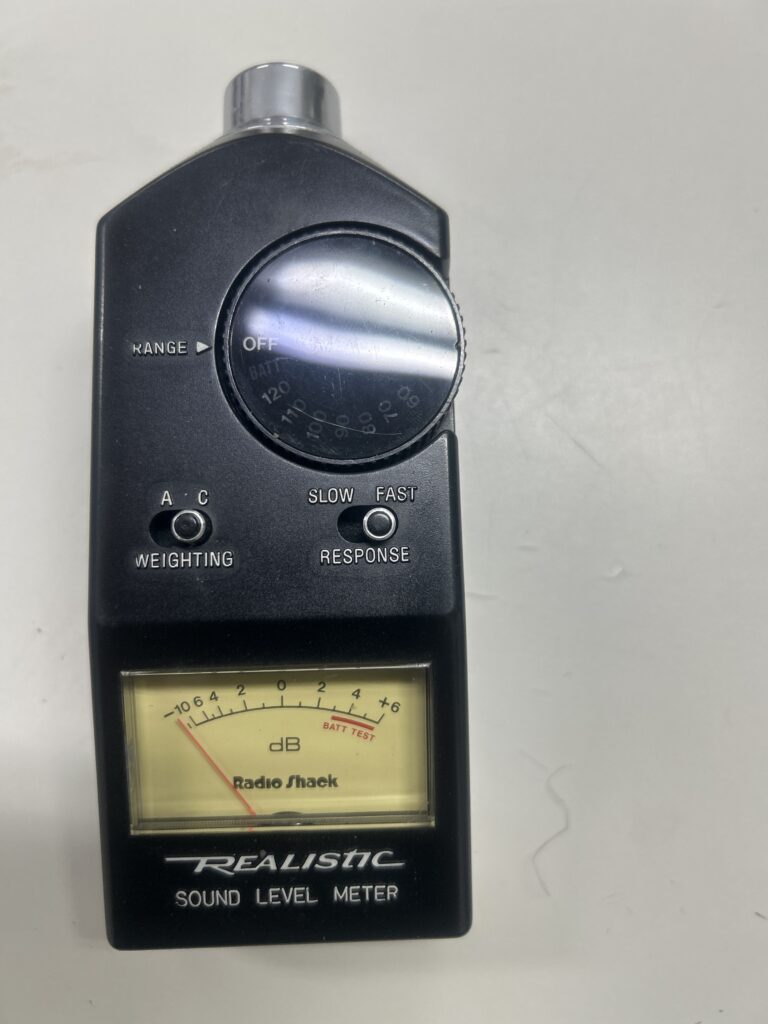 RANGE ▶ OFF
BATT
120
110
100
90
80
70
60
A C
WEIGHTING
SLOW FAST
RESPONSE
-10 6 4 2 0 2 4 +6
BATT TEST
dB
Radio Shack
REALISTIC
SOUND LEVEL METER